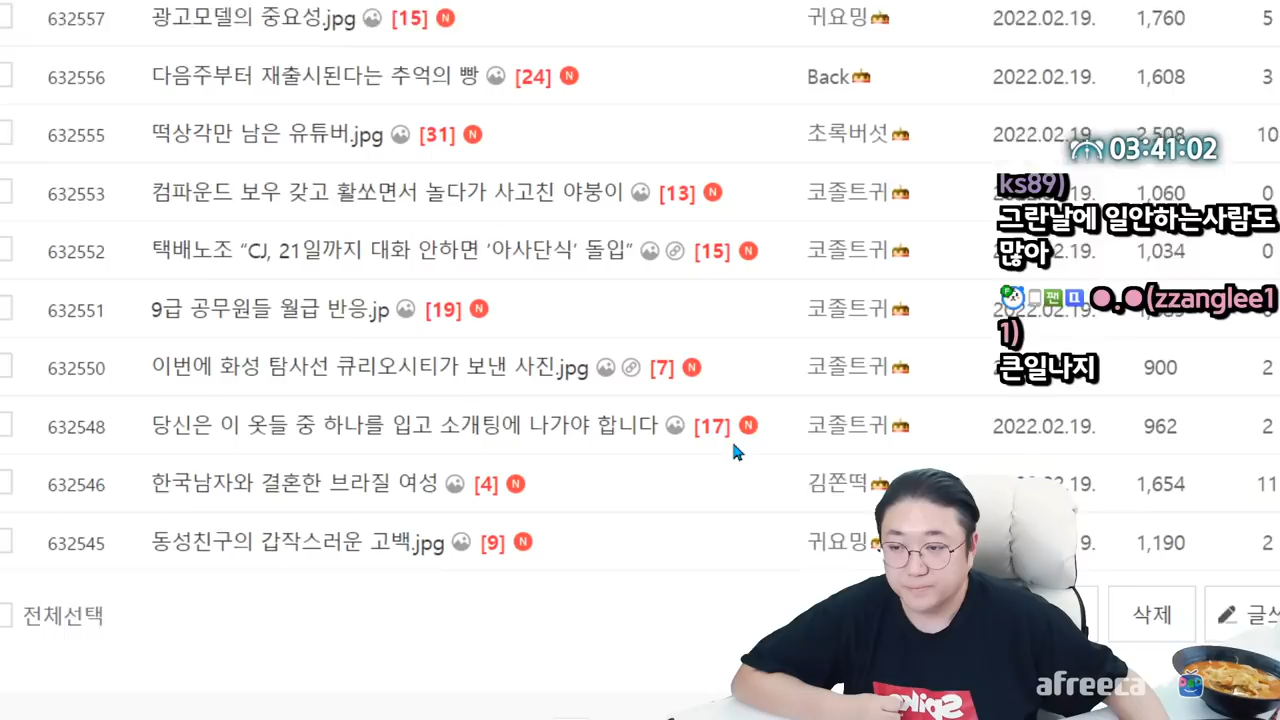 632557 광고모델의 중요성.jpg [15] N 귀요밍 2022.02.19. 1,760 5
632556 다음주부터 재출시된다는 추억의 빵 [24] N Back 2022.02.19. 1,608 3
632555 떡상각만 남은 유튜버.jpg [31] N 초록버섯 2022.02.19. 2,508 10
03:41:02
632553 컴파운드 보우 갖고 활쏘면서 놀다가 사고친 야붕이 [13] N 코졸트귀 1,060 0
ks89)
그란날에 일안하는사람도
많아
632552 택배노조 “CJ, 21일까지 대화 안하면 ‘아사단식’ 돌입” [15] N 코졸트귀 1,034 0
632551 9급 공무원들 월급 반응.jp [19] N 코졸트귀
●.●(zzanglee1
1)
큰일나지
632550 이번에 화성 탐사선 큐리오시티가 보낸 사진.jpg [7] N 코졸트귀 900 2
632548 당신은 이 옷들 중 하나를 입고 소개팅에 나가야 합니다 [17] N 코졸트귀 2022.02.19. 962 2
632546 한국남자와 결혼한 브라질 여성 [4] N 김쫀떡 1,654 11
632545 동성친구의 갑작스러운 고백.jpg [9] N 귀요밍 9. 1,190 2
전체선택 삭제 글쓰
Spike
afreeca